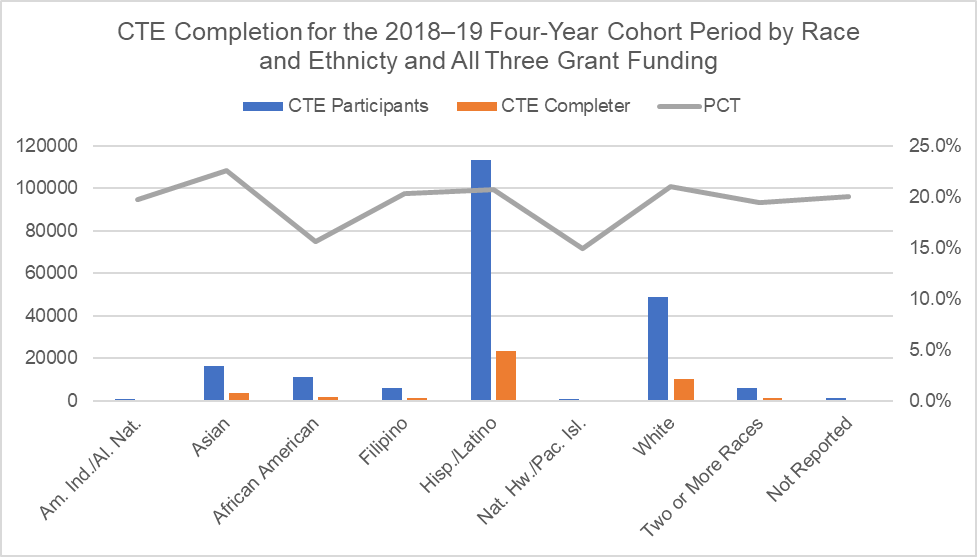 CTE Completion for the 2018–19 Four-Year Cohort Period by Race
and Ethnicty and All Three Grant Funding
CTE Participants
CTE Completer
PCT
120000
100000
80000
60000
40000
20000
0
25.0%
20.0%
15.0%
10.0%
5.0%
0.0%
Am. Ind./Al. Nat.
Asian
African American
Filipino
Hisp./Latino
Nat. Hw./Pac. Isl.
White
Two or More Races
Not Reported